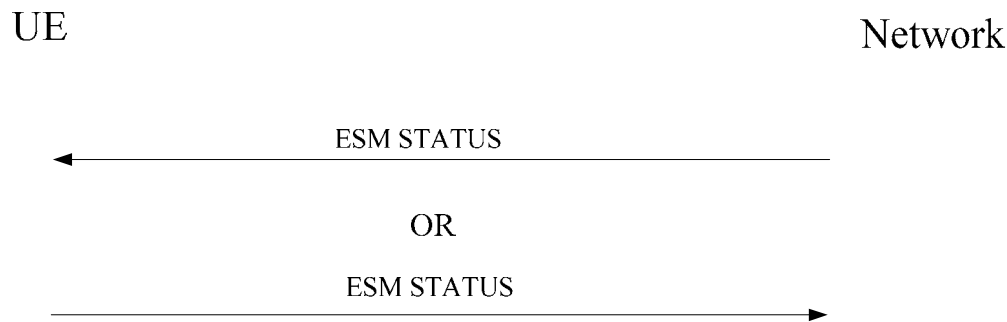 UE
Network
ESM STATUS
OR
ESM STATUS